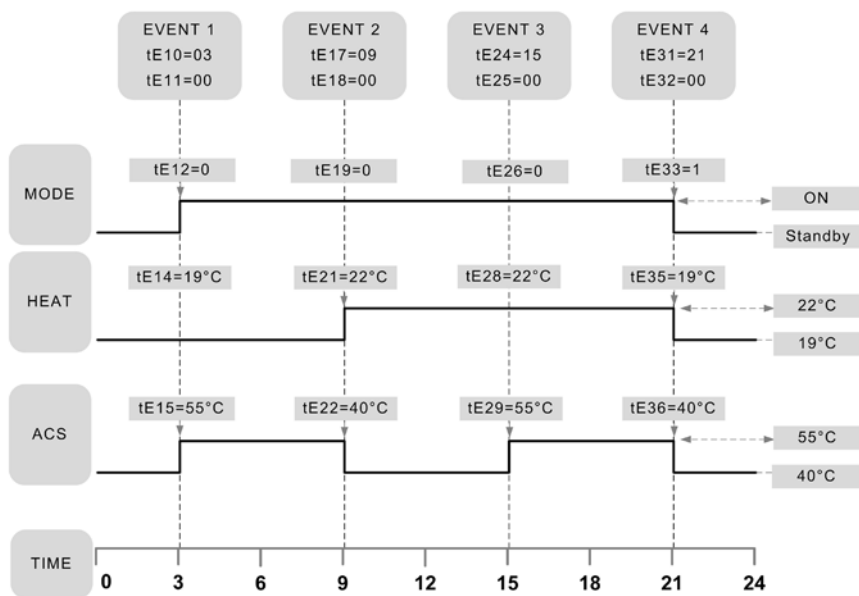 EVENT 1
tE10=03
tE11=00
EVENT 2
tE17=09
tE18=00
EVENT 3
tE24=15
tE25=00
EVENT 4
tE31=21
tE32=00
MODE
tE12=0
tE19=0
tE26=0
tE33=1
ON
Standby
HEAT
tE14=19°C
tE21=22°C
tE28=22°C
tE35=19°C
22°C
19°C
ACS
tE15=55°C
tE22=40°C
tE29=55°C
tE36=40°C
55°C
40°C
TIME
0 3 6 9 12 15 18 21 24